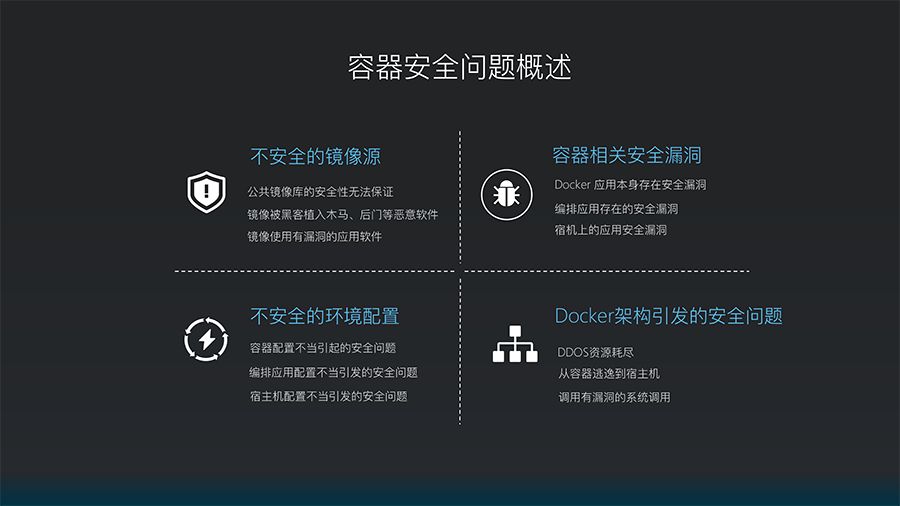 容器安全问题概述
不安全的镜像源
公共镜像库的安全性无法保证
镜像被黑客植入木马、后门等恶意软件
镜像使用有漏洞的应用软件
容器相关安全漏洞
Docker 应用本身存在安全漏洞
编排应用存在的安全漏洞
宿机上的应用安全漏洞
不安全的环境配置
容器配置不当引起的安全问题
编排应用配置不当引发的安全问题
宿主机配置不当引发的安全问题
Docker架构引发的安全问题
DDOS资源耗尽
从容器逃逸到宿主机
调用有漏洞的系统调用